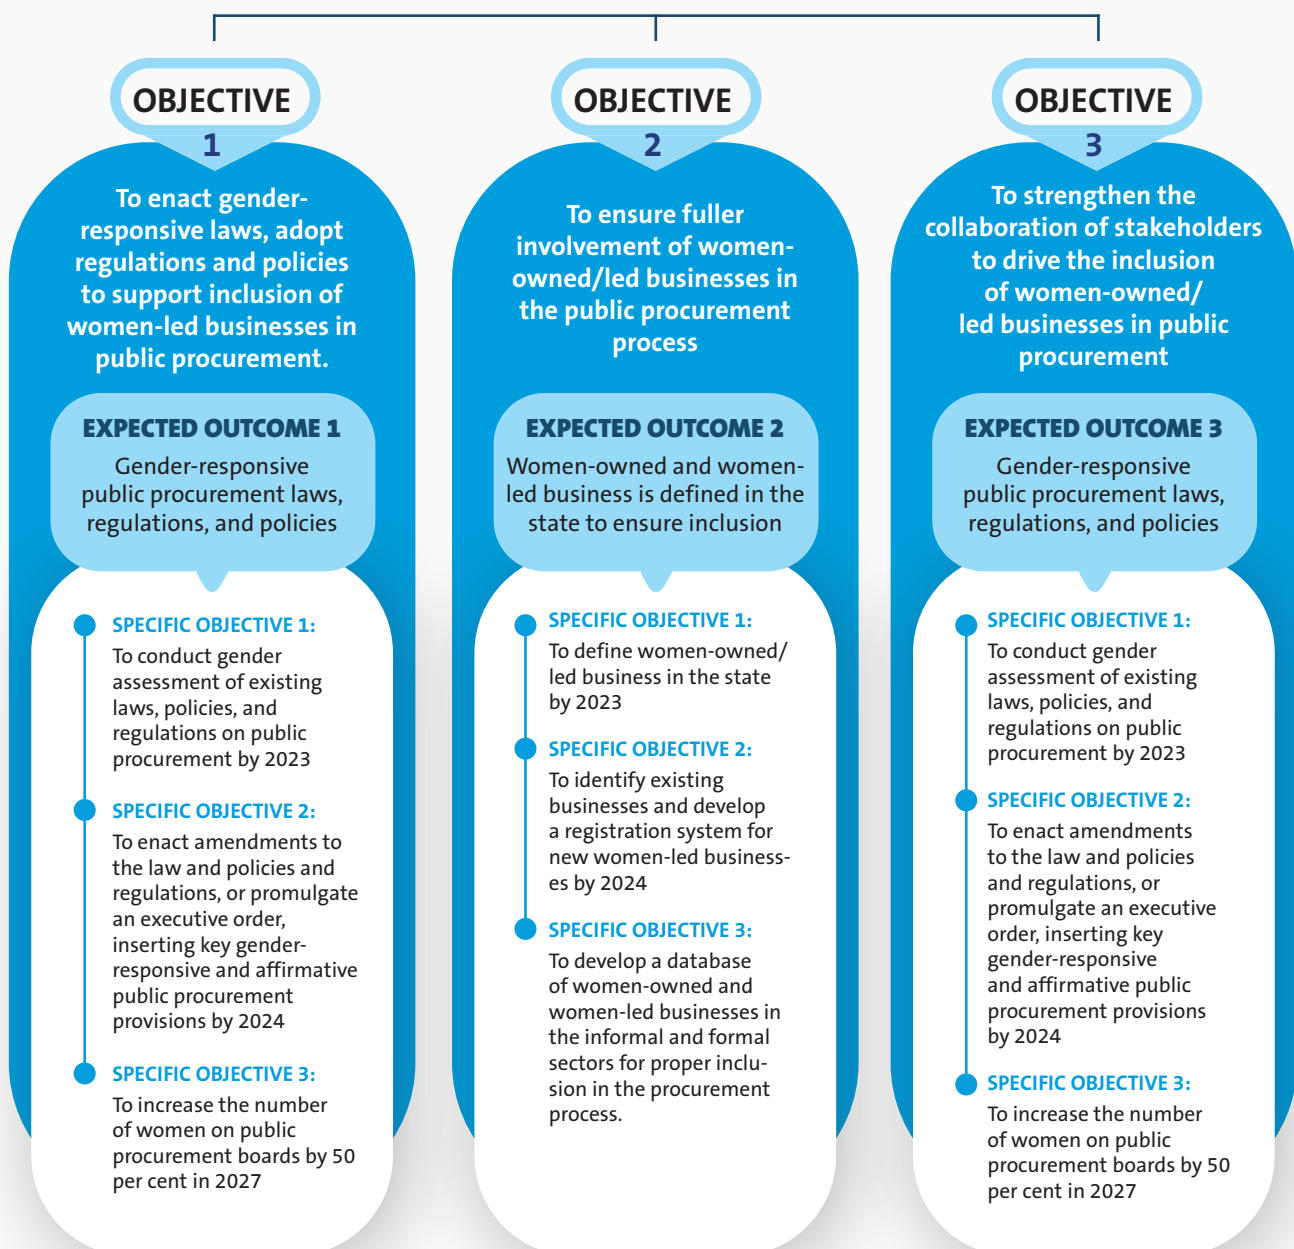 OBJECTIVE
1
To enact gender-
responsive laws, adopt
regulations and policies
to support inclusion of
women-led businesses in
public procurement.
EXPECTED OUTCOME 1
Gender-responsive
public procurement laws,
regulations, and policies
SPECIFIC OBJECTIVE 1:
To conduct gender
assessment of existing
laws, policies, and
regulations on public
procurement by 2023
SPECIFIC OBJECTIVE 2:
To enact amendments to
the law and policies and
regulations, or promulgate
an executive order,
inserting key gender-
responsive and affirmative
public procurement
provisions by 2024
SPECIFIC OBJECTIVE 3:
To increase the number
of women on public
procurement boards by 50
per cent in 2027
OBJECTIVE
2
To ensure fuller
involvement of women-
owned/led businesses in
the public procurement
process
EXPECTED OUTCOME 2
Women-owned and women-
led business is defined in the
state to ensure inclusion
SPECIFIC OBJECTIVE 1:
To define women-owned/
led business in the state
by 2023
SPECIFIC OBJECTIVE 2:
To identify existing
businesses and develop
a registration system for
new women-led business-
es by 2024
SPECIFIC OBJECTIVE 3:
To develop a database
of women-owned and
women-led businesses in
the informal and formal
sectors for proper inclu-
sion in the procurement
process.
OBJECTIVE
3
To strengthen the
collaboration of stakeholders
to drive the inclusion
of women-owned/
led businesses in public
procurement
EXPECTED OUTCOME 3
Gender-responsive
public procurement laws,
regulations, and policies
SPECIFIC OBJECTIVE 1:
To conduct gender
assessment of existing
laws, policies, and
regulations on public
procurement by 2023
SPECIFIC OBJECTIVE 2:
To enact amendments
to the law and policies
and regulations, or
promulgate an executive
order, inserting key
gender-responsive
and affirmative public
procurement provisions
by 2024
SPECIFIC OBJECTIVE 3:
To increase the number
of women on public
procurement boards by 50
per cent in 2027